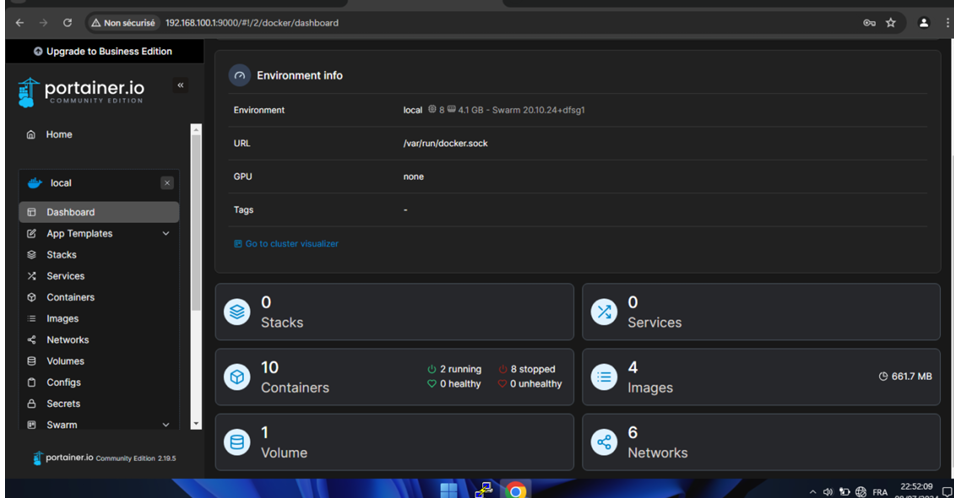 Non sécurisé 192.168.100.1:9000/#!/2/docker/dashboard
Upgrade to Business Edition
portainer.io
COMMUNITY EDITION
Home
local
Dashboard
App Templates
Stacks
Services
Containers
Images
Networks
Volumes
Configs
Secrets
Swarm
portainer.io Community Edition 2.19.5
Environment info
Environment local 8 4.1 GB - Swarm 20.10.24+dfsg1
URL /var/run/docker.sock
GPU none
Tags -
Go to cluster visualizer
0
Stacks
0
Services
10
Containers
2 running 8 stopped
0 healthy 0 unhealthy
4
Images
661.7 MB
1
Volume
6
Networks
FRA
22:52:09